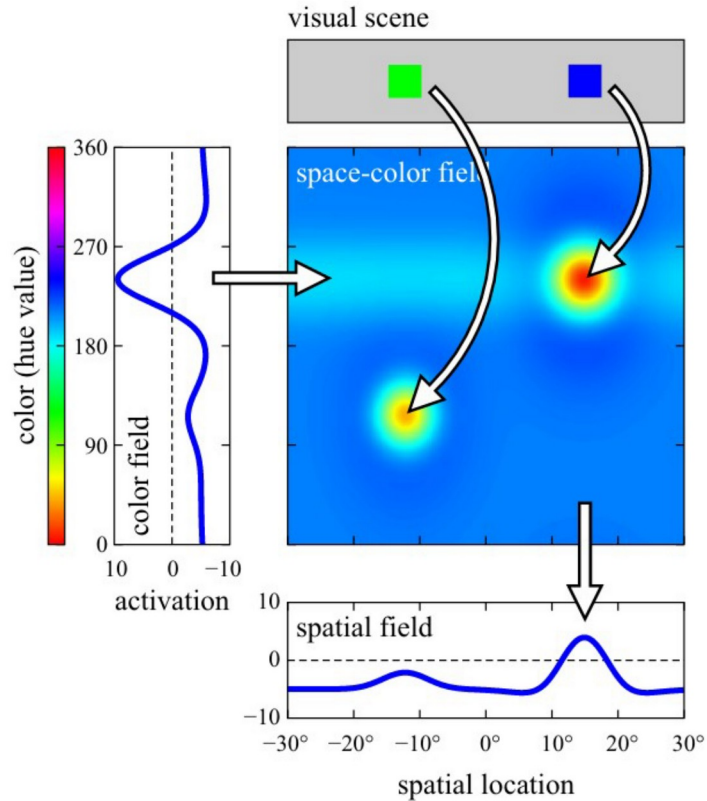 visual scene
space-color field
360
270
180
90
0
color (hue value)
color field
10 0 −10
activation
10
0
−10
spatial field
−30° −20° −10° 0° 10° 20° 30°
spatial location